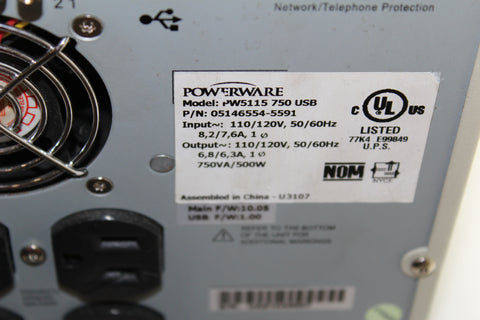 21
Network/Telephone Protection
POWERWARE
Model: PW5115 750 USB
P/N: 05146554-5591
Input~: 110/120V, 50/60Hz
8,2/7,6A, 1 ø
Output~: 110/120V, 50/60Hz
6,8/6,3A, 1 ø
750VA/500W
c UL us
LISTED
77K4 E99849
U.P.S.
NOM NYCE
Assembled in China - U3107
Main F/W:10.05
USB F/W:1.00
REFER TO THE BOTTOM
OF THE UNIT FOR
ADDITIONAL MARKINGS